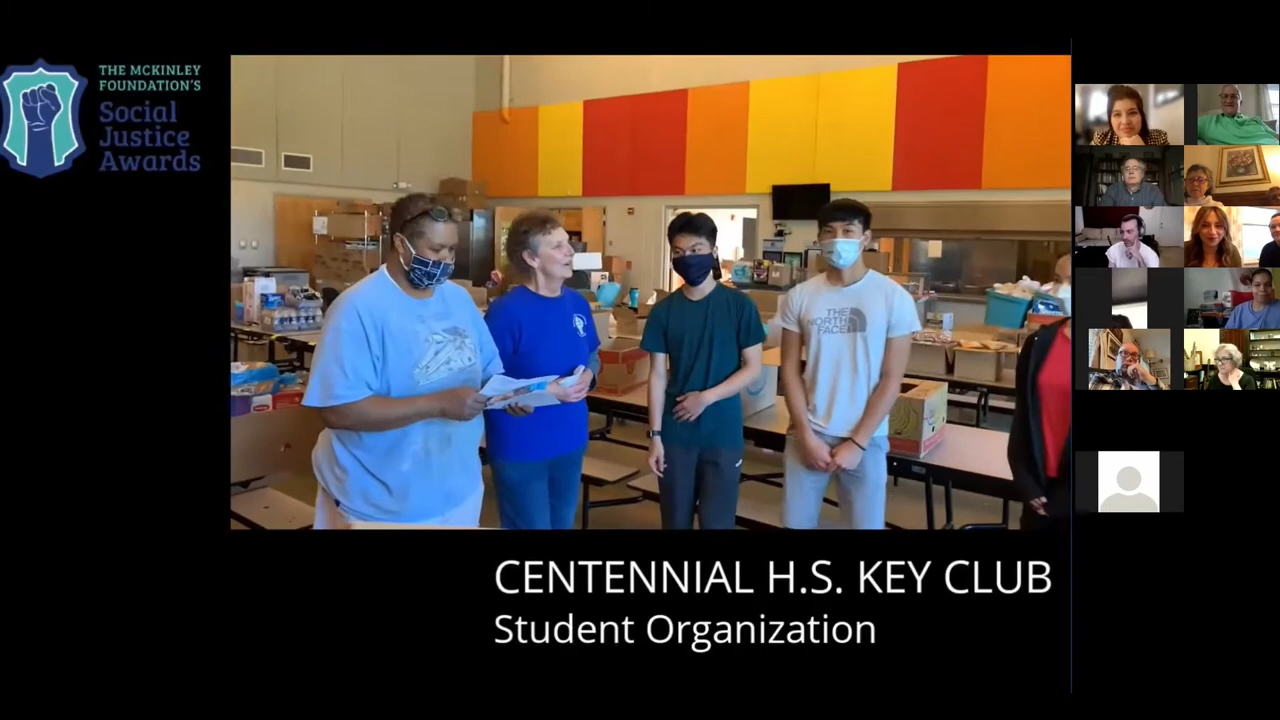 THE MCKINLEY
FOUNDATION'S
Social
Justice
Awards
THE
NORTH
FACE
CENTENNIAL H.S. KEY CLUB
Student Organization